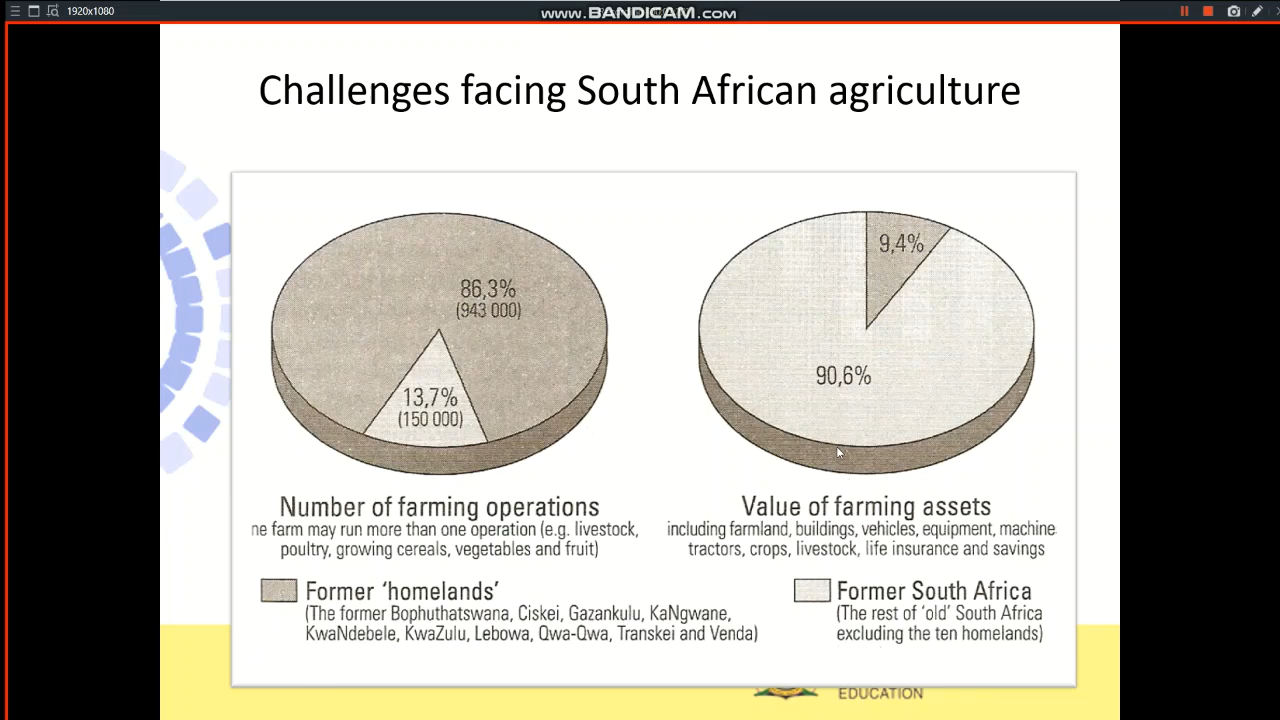 1920x1080
www.BANDICAM.com
Challenges facing South African agriculture
86,3%
(943 000)
13,7%
(150 000)
9,4%
90,6%
Number of farming operations
ne farm may run more than one operation (e.g. livestock,
poultry, growing cereals, vegetables and fruit)
Value of farming assets
including farmland, buildings, vehicles, equipment, machine
tractors, crops, livestock, life insurance and savings
Former ‘homelands’
(The former Bophuthatswana, Ciskei, Gazankulu, KaNgwane,
KwaNdebele, KwaZulu, Lebowa, Qwa-Qwa, Transkei and Venda)
Former South Africa
(The rest of ‘old’ South Africa
excluding the ten homelands)
EDUCATION